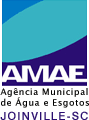 AMAE
Agência Municipal
de Água e Esgotos
JOINVILLE-SC